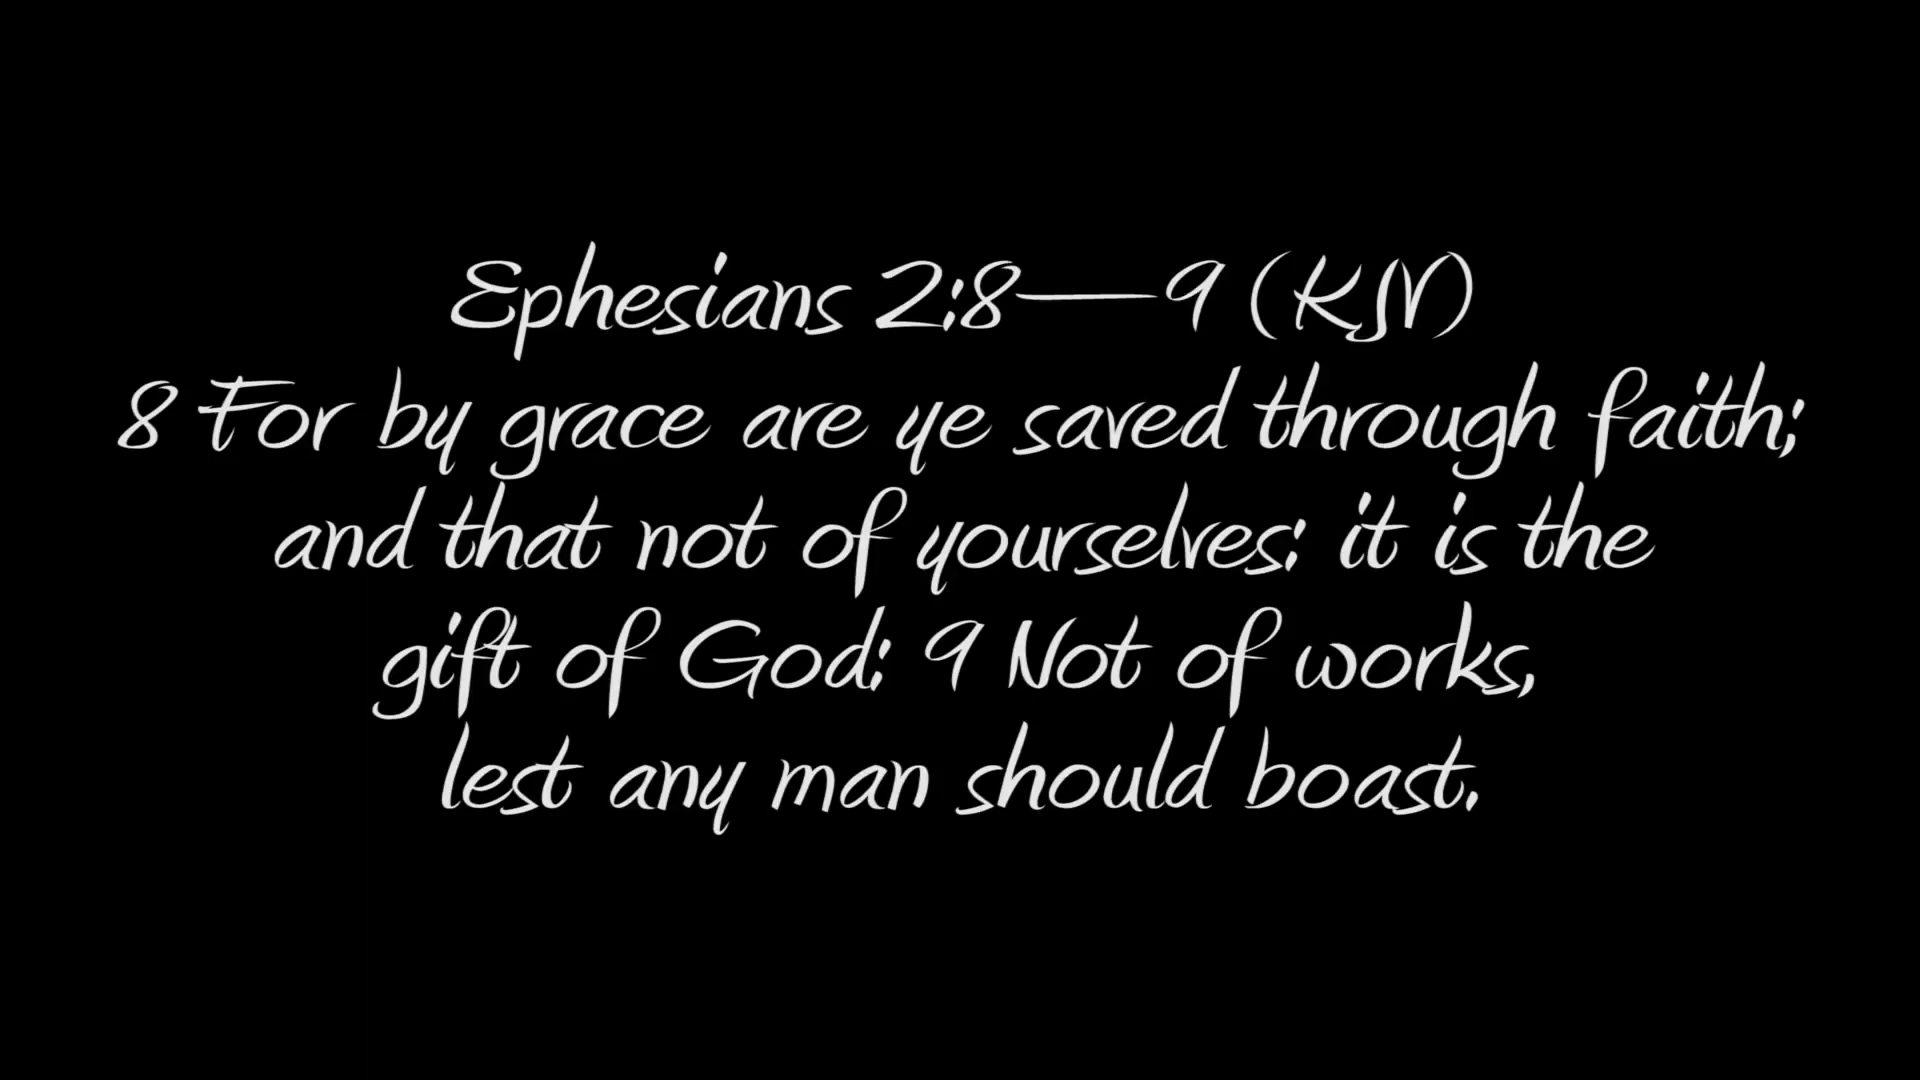 Ephesians 2:8—9 (KJV)
8 For by grace are ye saved through faith;
and that not of yourselves: it is the
gift of God: 9 Not of works,
lest any man should boast.